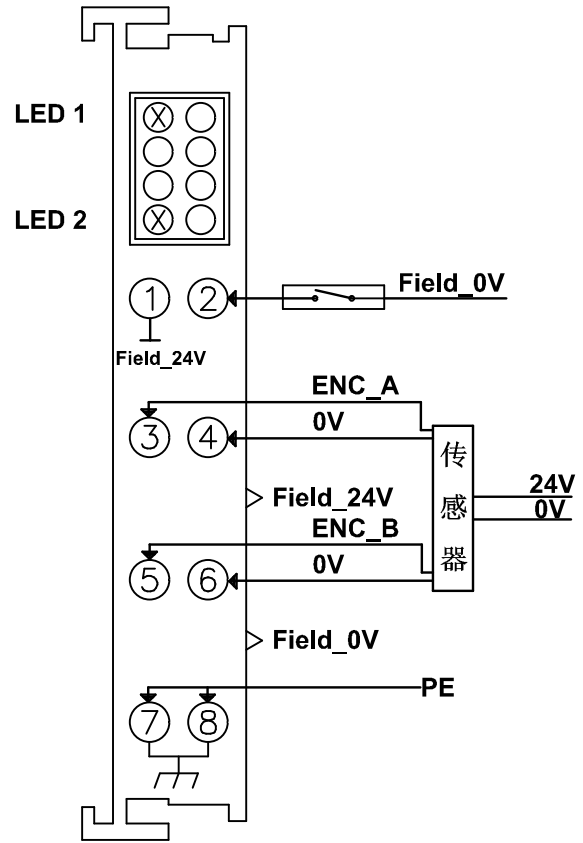 LED 1
LED 2
1
2
Field_0V
Field_24V
ENC_A
3
4
0V
传感器
24V
0V
Field_24V
ENC_B
5
6
0V
Field_0V
PE
7
8